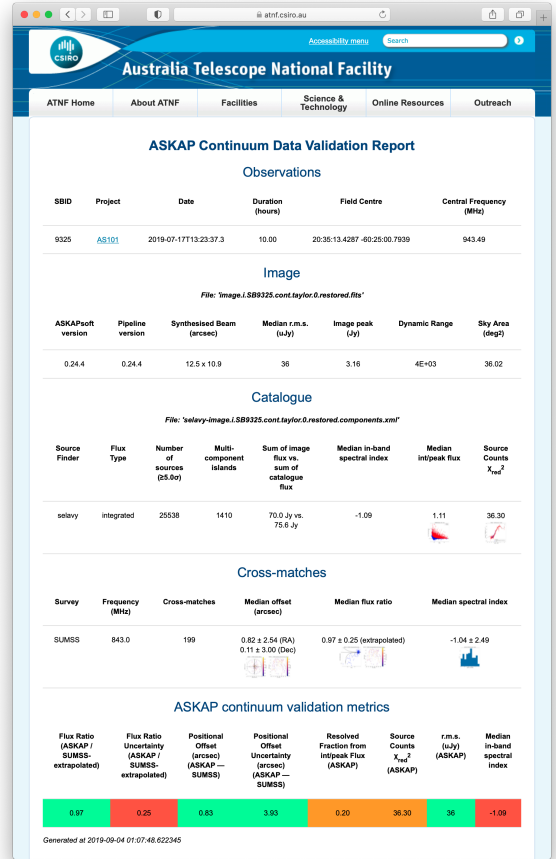 atnf.csiro.au
Accessibility menu
Search
CSIRO
Australia Telescope National Facility
ATNF Home About ATNF Facilities Science & Technology Online Resources Outreach
ASKAP Continuum Data Validation Report
Observations
SBID Project Date Duration (hours) Field Centre Central Frequency (MHz)
9325 AS101 2019-07-17T13:23:37.3 10.00 20:35:13.4287 -60:25:00.7939 943.49
Image
File: 'image.i.SB9325.cont.taylor.0.restored.fits'
ASKAPsoft version Pipeline version Synthesised Beam (arcsec) Median r.m.s. (uJy) Image peak (Jy) Dynamic Range Sky Area (deg2)
0.24.4 0.24.4 12.5 x 10.9 36 3.16 4E+03 36.02
Catalogue
File: 'selavy-image.i.SB9325.cont.taylor.0.restored.components.xml'
Source Finder Flux Type Number of sources (≥5.0σ) Multi-component islands Sum of image flux vs. sum of catalogue flux Median in-band spectral index Median int/peak flux Source Counts χred2
selavy integrated 25538 1410 70.0 Jy vs. 75.6 Jy -1.09 1.11 36.30
Cross-matches
Survey Frequency (MHz) Cross-matches Median offset (arcsec) Median flux ratio Median spectral index
SUMSS 843.0 199 0.82 ± 2.54 (RA) 0.11 ± 3.00 (Dec) 0.97 ± 0.25 (extrapolated) -1.04 ± 2.49
ASKAP continuum validation metrics
Flux Ratio (ASKAP / SUMSS-extrapolated) Flux Ratio Uncertainty (ASKAP / SUMSS-extrapolated) Positional Offset (arcsec) (ASKAP — SUMSS) Positional Offset Uncertainty (arcsec) (ASKAP — SUMSS) Resolved Fraction from int/peak Flux (ASKAP) Source Counts χred2 (ASKAP) r.m.s. (uJy) (ASKAP) Median in-band spectral index
0.97 0.25 0.83 3.93 0.20 36.30 36 -1.09
Generated at 2019-09-04 01:07:48.622345